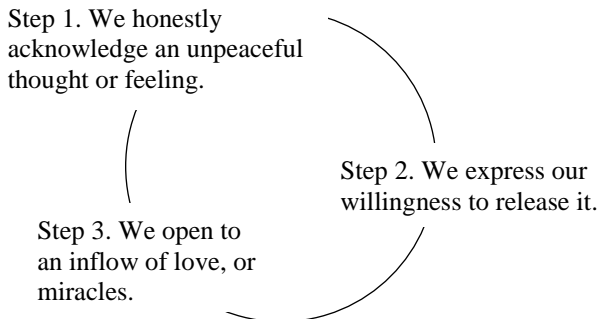 Step 1. We honestly
acknowledge an unpeaceful
thought or feeling.
Step 2. We express our
willingness to release it.
Step 3. We open to
an inflow of love, or
miracles.